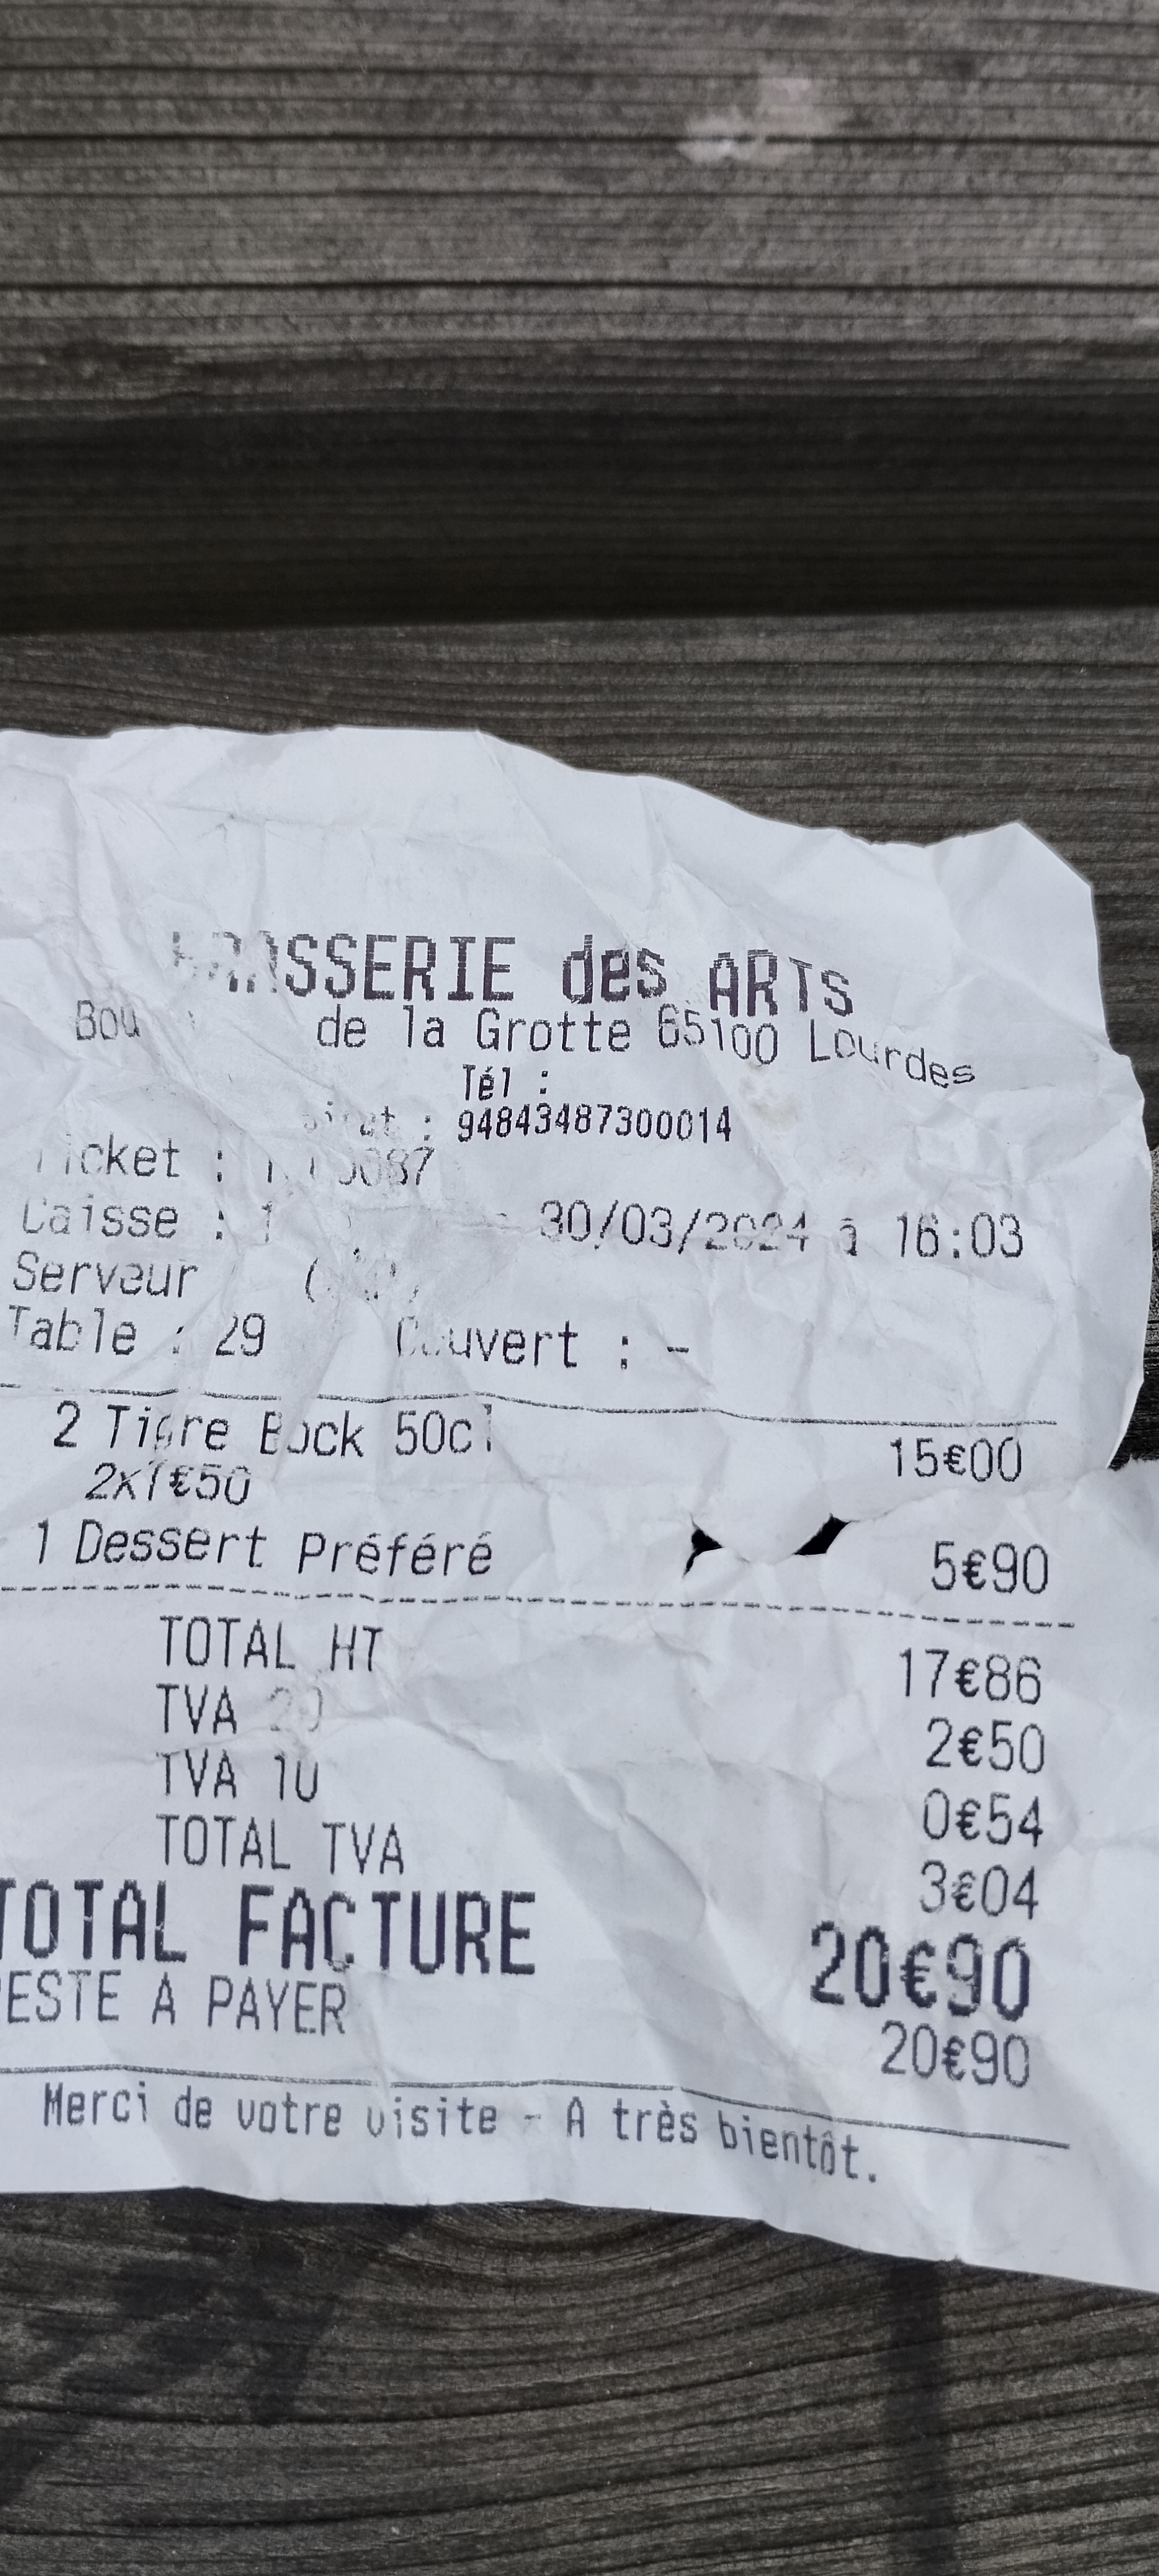 BRASSERIE des ARTS
de la Grotte 65100 Lourdes
Tél :
: 94843487300014
Ticket :
Caisse : 1 30/03/2024 à 16:03
Serveur
Table : 29 Couvert : -
2 Tigre Bock 50cl 15€00
2x7€50
1 Dessert Préféré 5€90
TOTAL HT 17€86
TVA 20 2€50
TVA 10 0€54
TOTAL TVA 3€04
TOTAL FACTURE 20€90
RESTE A PAYER 20€90
Merci de votre visite - A très bientôt.